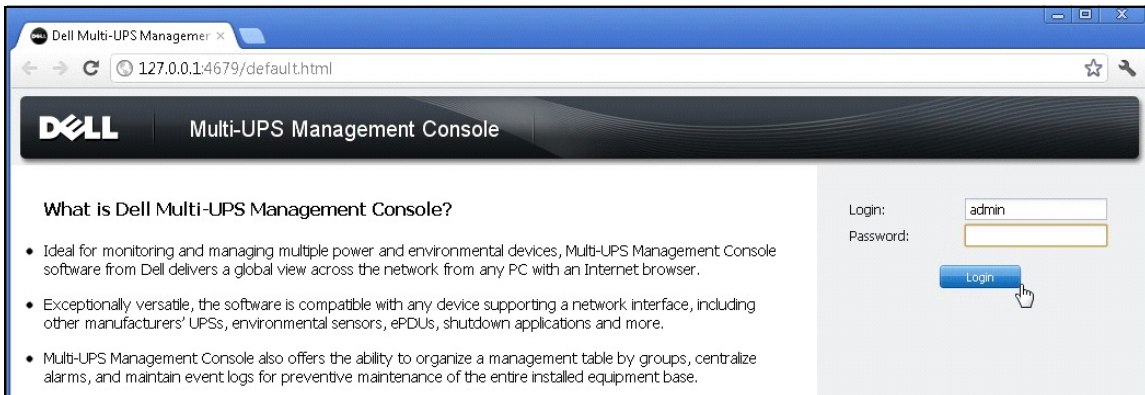 Dell Multi-UPS Managemer
127.0.0.1:4679/default.html
DELL Multi-UPS Management Console
What is Dell Multi-UPS Management Console?
Login: admin
Password:
Login
• Ideal for monitoring and managing multiple power and environmental devices, Multi-UPS Management Console
software from Dell delivers a global view across the network from any PC with an Internet browser.
• Exceptionally versatile, the software is compatible with any device supporting a network interface, including
other manufacturers' UPSs, environmental sensors, ePDUs, shutdown applications and more.
• Multi-UPS Management Console also offers the ability to organize a management table by groups, centralize
alarms, and maintain event logs for preventive maintenance of the entire installed equipment base.